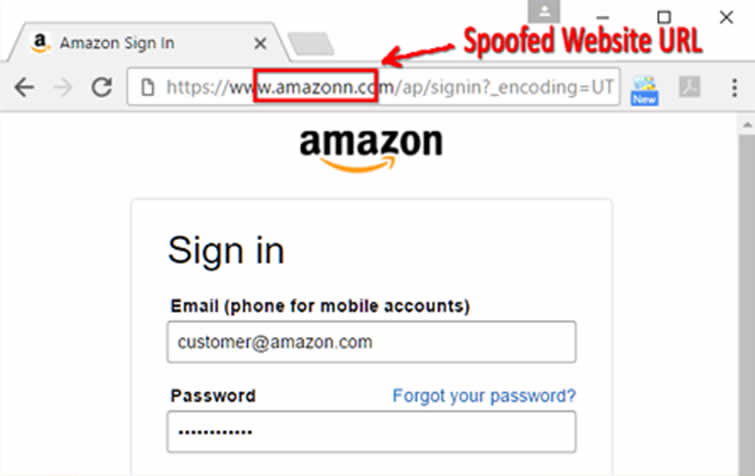 a Amazon Sign In
Spoofed Website URL
https://www.amazonn.com/ap/signin?_encoding=UT
New
amazon
Sign in
Email (phone for mobile accounts)
customer@amazon.com
Password Forgot your password?
••••••••••••